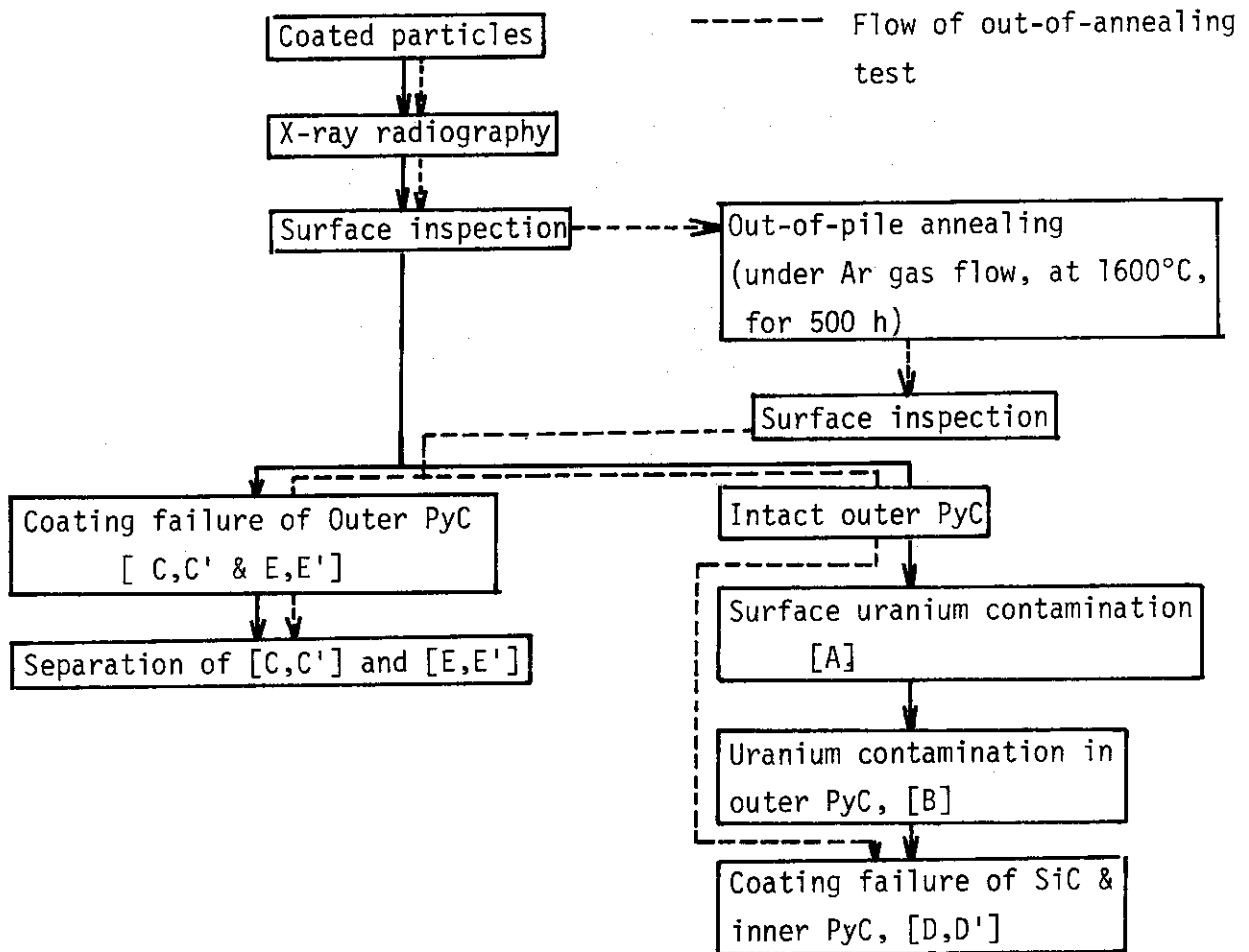 Coated particles
------ Flow of out-of-annealing
test
X-ray radiography
Surface inspection
Out-of-pile annealing
(under Ar gas flow, at 1600°C,
for 500 h)
Surface inspection
Coating failure of Outer PyC
[ C,C' & E,E']
Intact outer PyC
Separation of [C,C'] and [E,E']
Surface uranium contamination
[A]
Uranium contamination in
outer PyC, [B]
Coating failure of SiC &
inner PyC, [D,D']